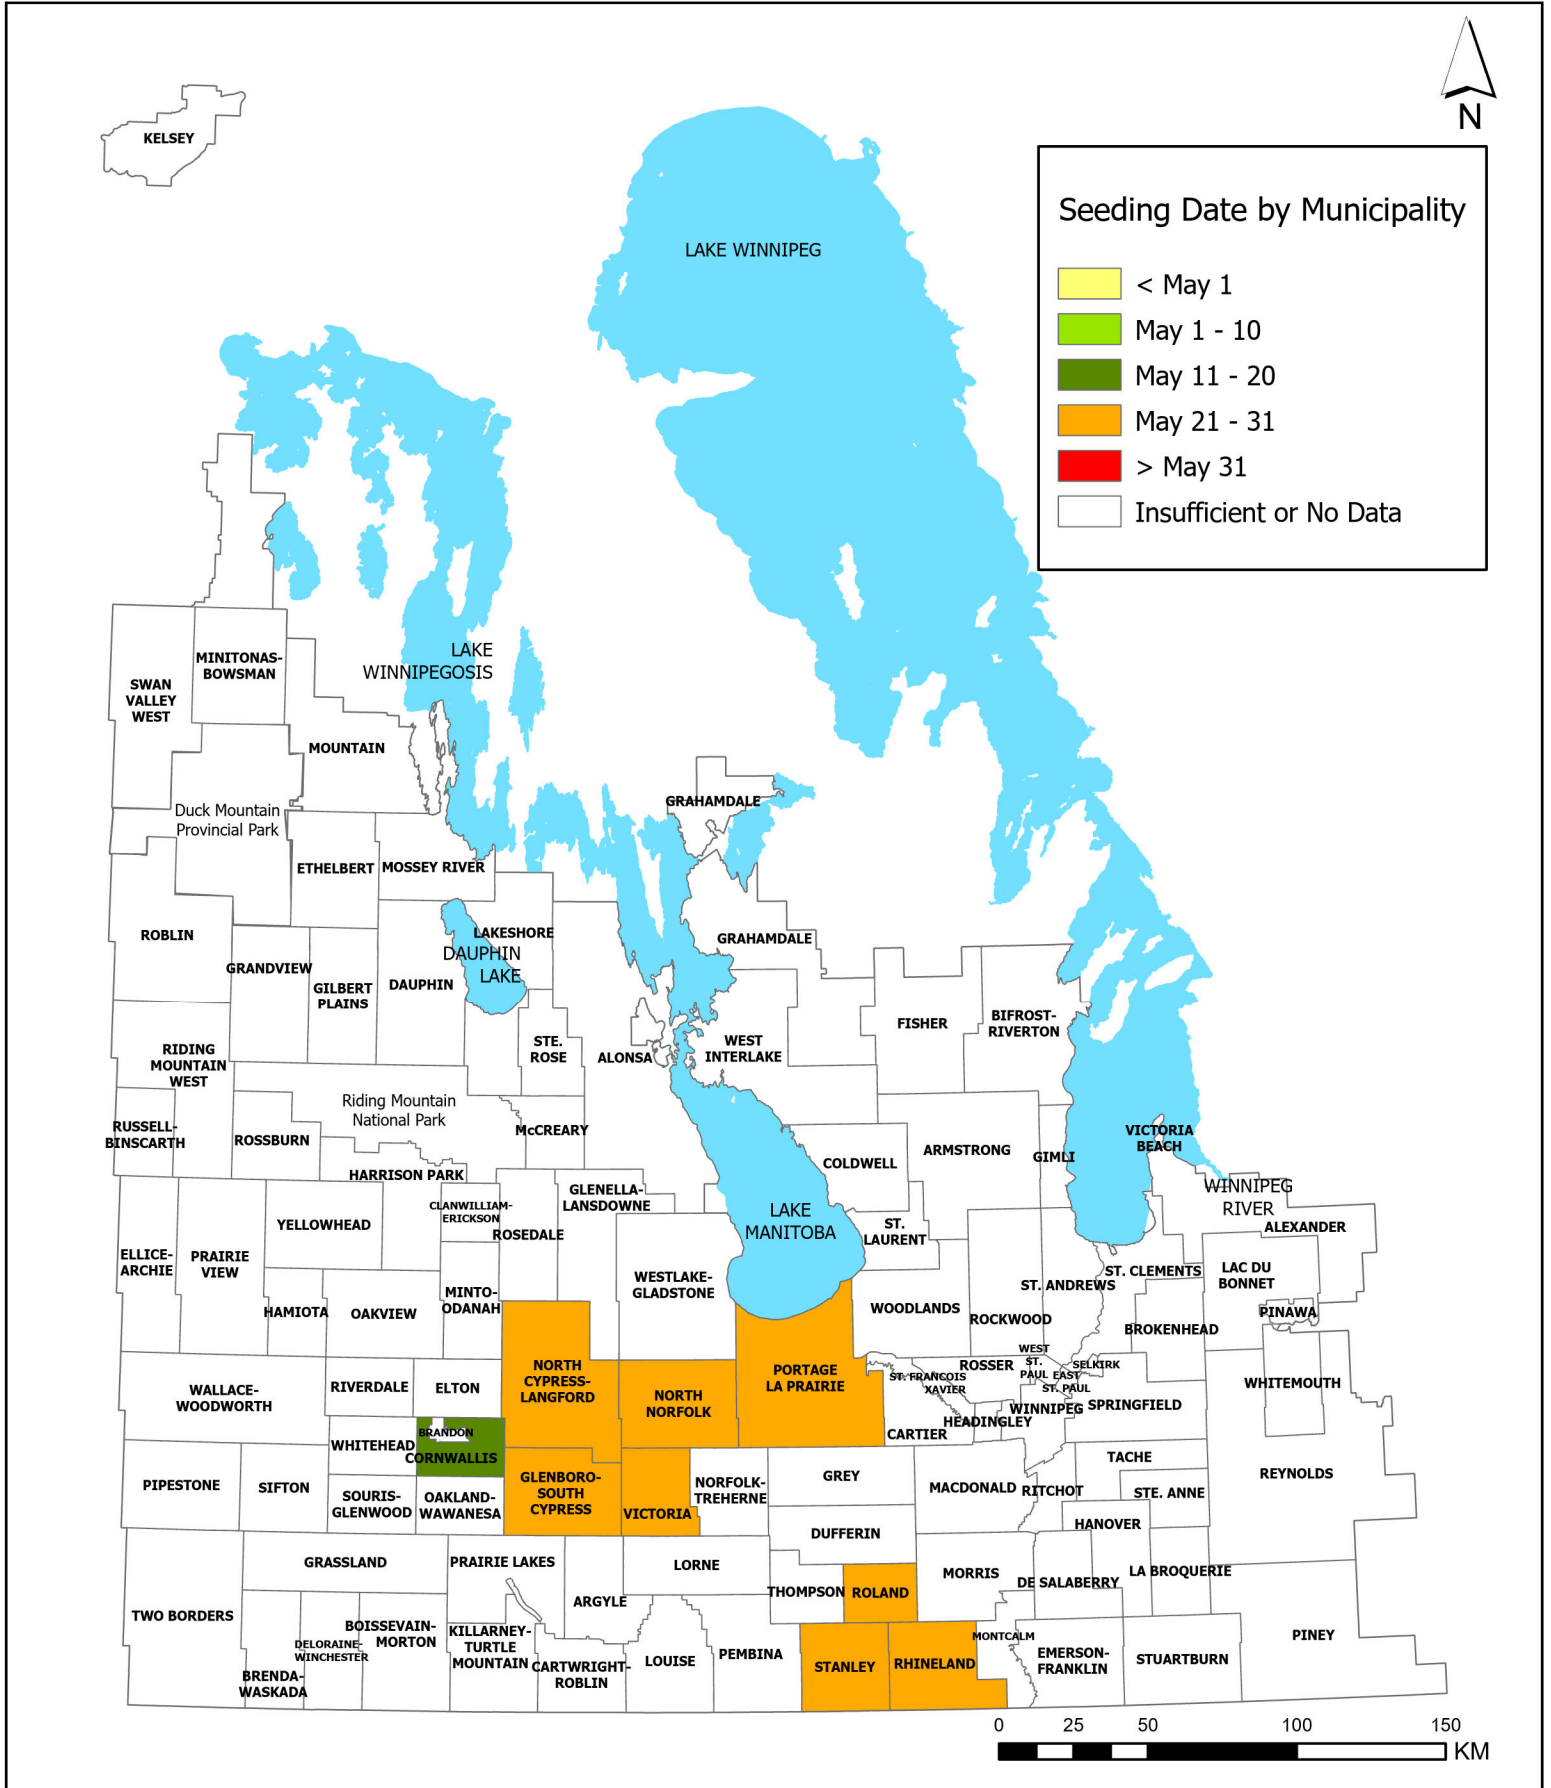 N
KELSEY
Seeding Date by Municipality
< May 1
May 1 - 10
May 11 - 20
May 21 - 31
> May 31
Insufficient or No Data
LAKE WINNIPEG
LAKE
WINNIPEGOSIS
MINITONAS-
BOWSMAN
SWAN
VALLEY
WEST
MOUNTAIN
Duck Mountain
Provincial Park
GRAHAMDALE
ETHELBERT
MOSSEY RIVER
ROBLIN
LAKESHORE
DAUPHIN
LAKE
GRAHAMDALE
GRANDVIEW
GILBERT
PLAINS
DAUPHIN
FISHER
BIFROST-
RIVERTON
STE.
ROSE
ALONSA
WEST
INTERLAKE
RIDING
MOUNTAIN
WEST
Riding Mountain
National Park
RUSSELL-
BINSCARTH
ROSSBURN
McCREARY
VICTORIA
BEACH
ARMSTRONG
GIMLI
COLDWELL
HARRISON PARK
GLENELLA-
LANSDOWNE
CLANWILLIAM-
ERICKSON
ROSEDALE
YELLOWHEAD
LAKE
MANITOBA
ST.
LAURENT
WINNIPEG
RIVER
ALEXANDER
ELLICE-
ARCHIE
PRAIRIE
VIEW
WESTLAKE-
GLADSTONE
ST. ANDREWS
ST. CLEMENTS
LAC DU
BONNET
HAMIOTA
OAKVIEW
MINTO-
ODANAH
WOODLANDS
ROCKWOOD
BROKENHEAD
PINAWA
NORTH
CYPRESS-
LANGFORD
PORTAGE
LA PRAIRIE
NORTH
NORFOLK
ROSSER
WEST
ST.
PAUL
EAST
ST. PAUL
SELKIRK
ST. FRANCOIS
XAVIER
WALLACE-
WOODWORTH
RIVERDALE
ELTON
WHITEMOUTH
WINNIPEG
SPRINGFIELD
HEADINGLEY
CARTIER
BRANDON
WHITEHEAD
CORNWALLIS
TACHE
PIPESTONE
SIFTON
SOURIS-
GLENWOOD
OAKLAND-
WAWANESA
GLENBORO-
SOUTH
CYPRESS
VICTORIA
NORFOLK-
TREHERNE
GREY
MACDONALD
RITCHOT
STE. ANNE
REYNOLDS
HANOVER
DUFFERIN
GRASSLAND
PRAIRIE LAKES
LORNE
MORRIS
DE SALABERRY
LA BROQUERIE
THOMPSON
ROLAND
ARGYLE
TWO BORDERS
BOISSEVAIN-
MORTON
DELORAINE-
WINCHESTER
BRENDA-
WASKADA
KILLARNEY-
TURTLE
MOUNTAIN
CARTWRIGHT-
ROBLIN
LOUISE
PEMBINA
STANLEY
RHINELAND
MONTCALM
EMERSON-
FRANKLIN
STUARTBURN
PINEY
0 25 50 100 150
KM